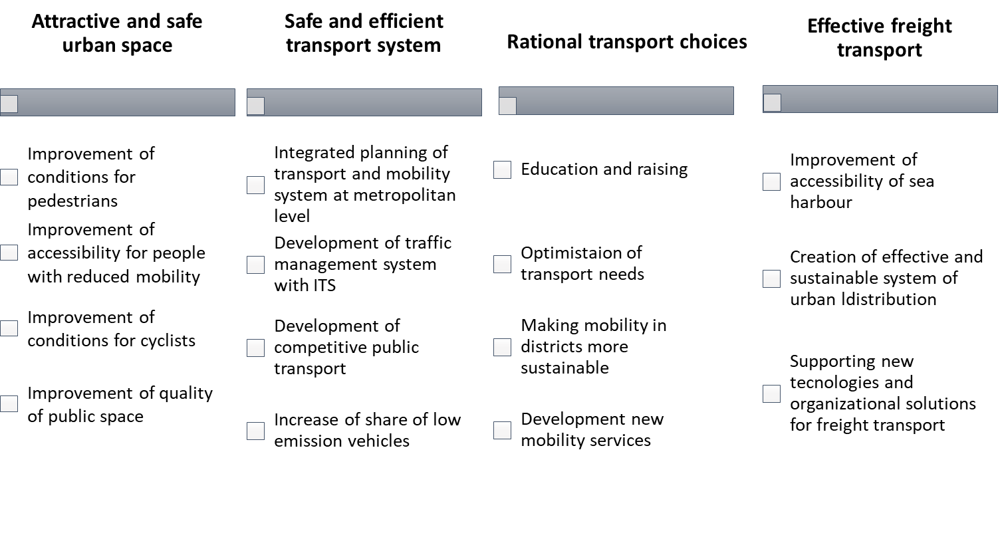 Attractive and safe
urban space
Improvement of
conditions for
pedestrians
Improvement of
accessibility for people
with reduced mobility
Improvement of
conditions for cyclists
Improvement of quality
of public space
Safe and efficient
transport system
Integrated planning of
transport and mobility
system at metropolitan
level
Development of traffic
management system
with ITS
Development of
competitive public
transport
Increase of share of low
emission vehicles
Rational transport choices
Education and raising
Optimistaion of
transport needs
Making mobility in
districts more
sustainable
Development new
mobility services
Effective freight
transport
Improvement of
accessibility of sea
harbour
Creation of effective and
sustainable system of
urban ldistribution
Supporting new
tecnologies and
organizational solutions
for freight transport